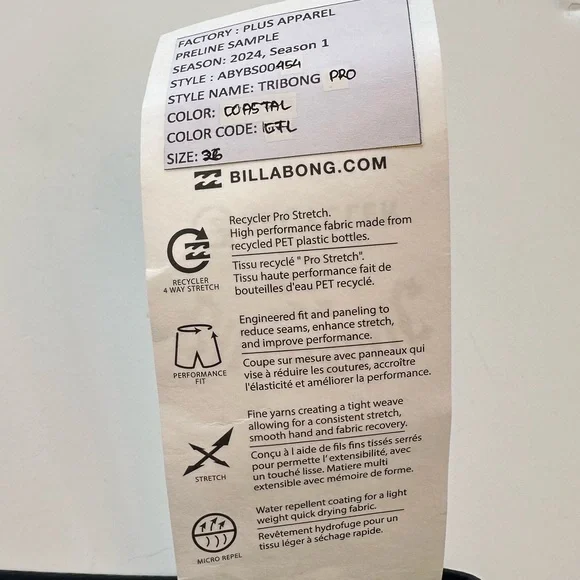 FACTORY : PLUS APPAREL
PRELINE SAMPLE
SEASON: 2024, Season 1
STYLE : ABYBS00454
STYLE NAME: TRIBONG PRO
COLOR: COASTAL
COLOR CODE: CTL
SIZE:
BILLABONG.COM
Recycler Pro Stretch.
High performance fabric made from
recycled PET plastic bottles.
Tissu recyclé " Pro Stretch".
Tissu haute performance fait de
bouteilles d'eau PET recyclé.
RECYCLER
4 WAY STRETCH
Engineered fit and paneling to
reduce seams, enhance stretch,
and improve performance.
Coupe sur mesure avec panneaux qui
vise à réduire les coutures, accroître
l'élasticité et améliorer la performance.
PERFORMANCE
FIT
Fine yarns creating a tight weave
allowing for a consistent stretch,
smooth hand and fabric recovery.
Conçu à l aide de fils fins tissés serrés
pour permette l' extensibilité, avec
un touché lisse. Matiere multi
extensible avec mémoire de forme.
STRETCH
Water repellent coating for a light
weight quick drying fabric.
Revêtement hydrofuge pour un
tissu léger à séchage rapide.
MICRO REPEL